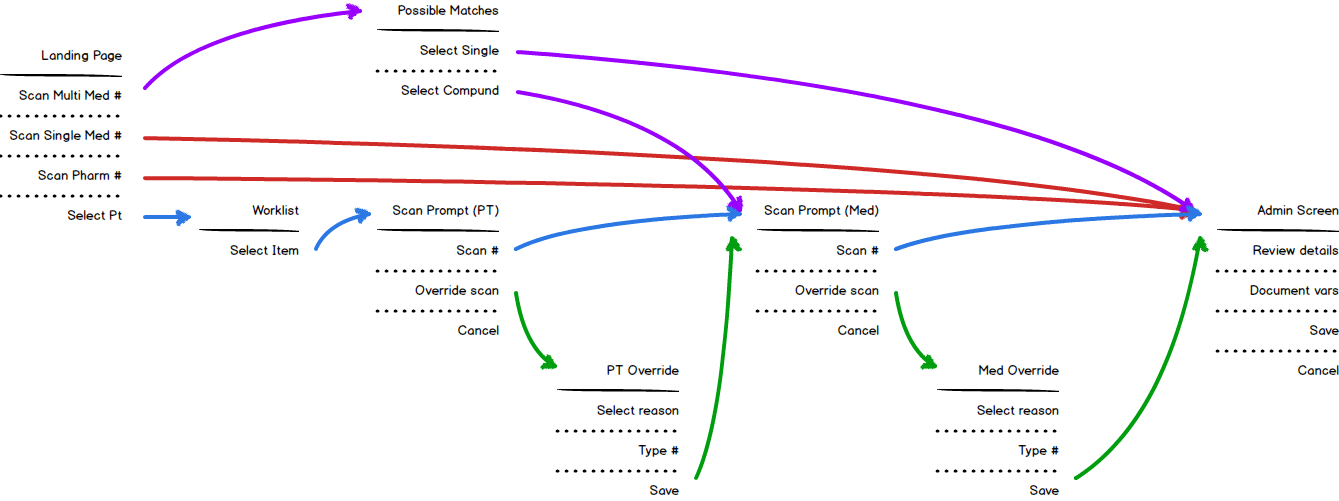 Possible Matches
Select Single
Select Compund
Landing Page
Scan Multi Med #
Scan Single Med #
Scan Pharm #
Select Pt
Worklist
Select Item
Scan Prompt (PT)
Scan #
Override scan
Cancel
PT Override
Select reason
Type #
Save
Scan Prompt (Med)
Scan #
Override scan
Cancel
Med Override
Select reason
Type #
Save
Admin Screen
Review details
Document vars
Save
Cancel